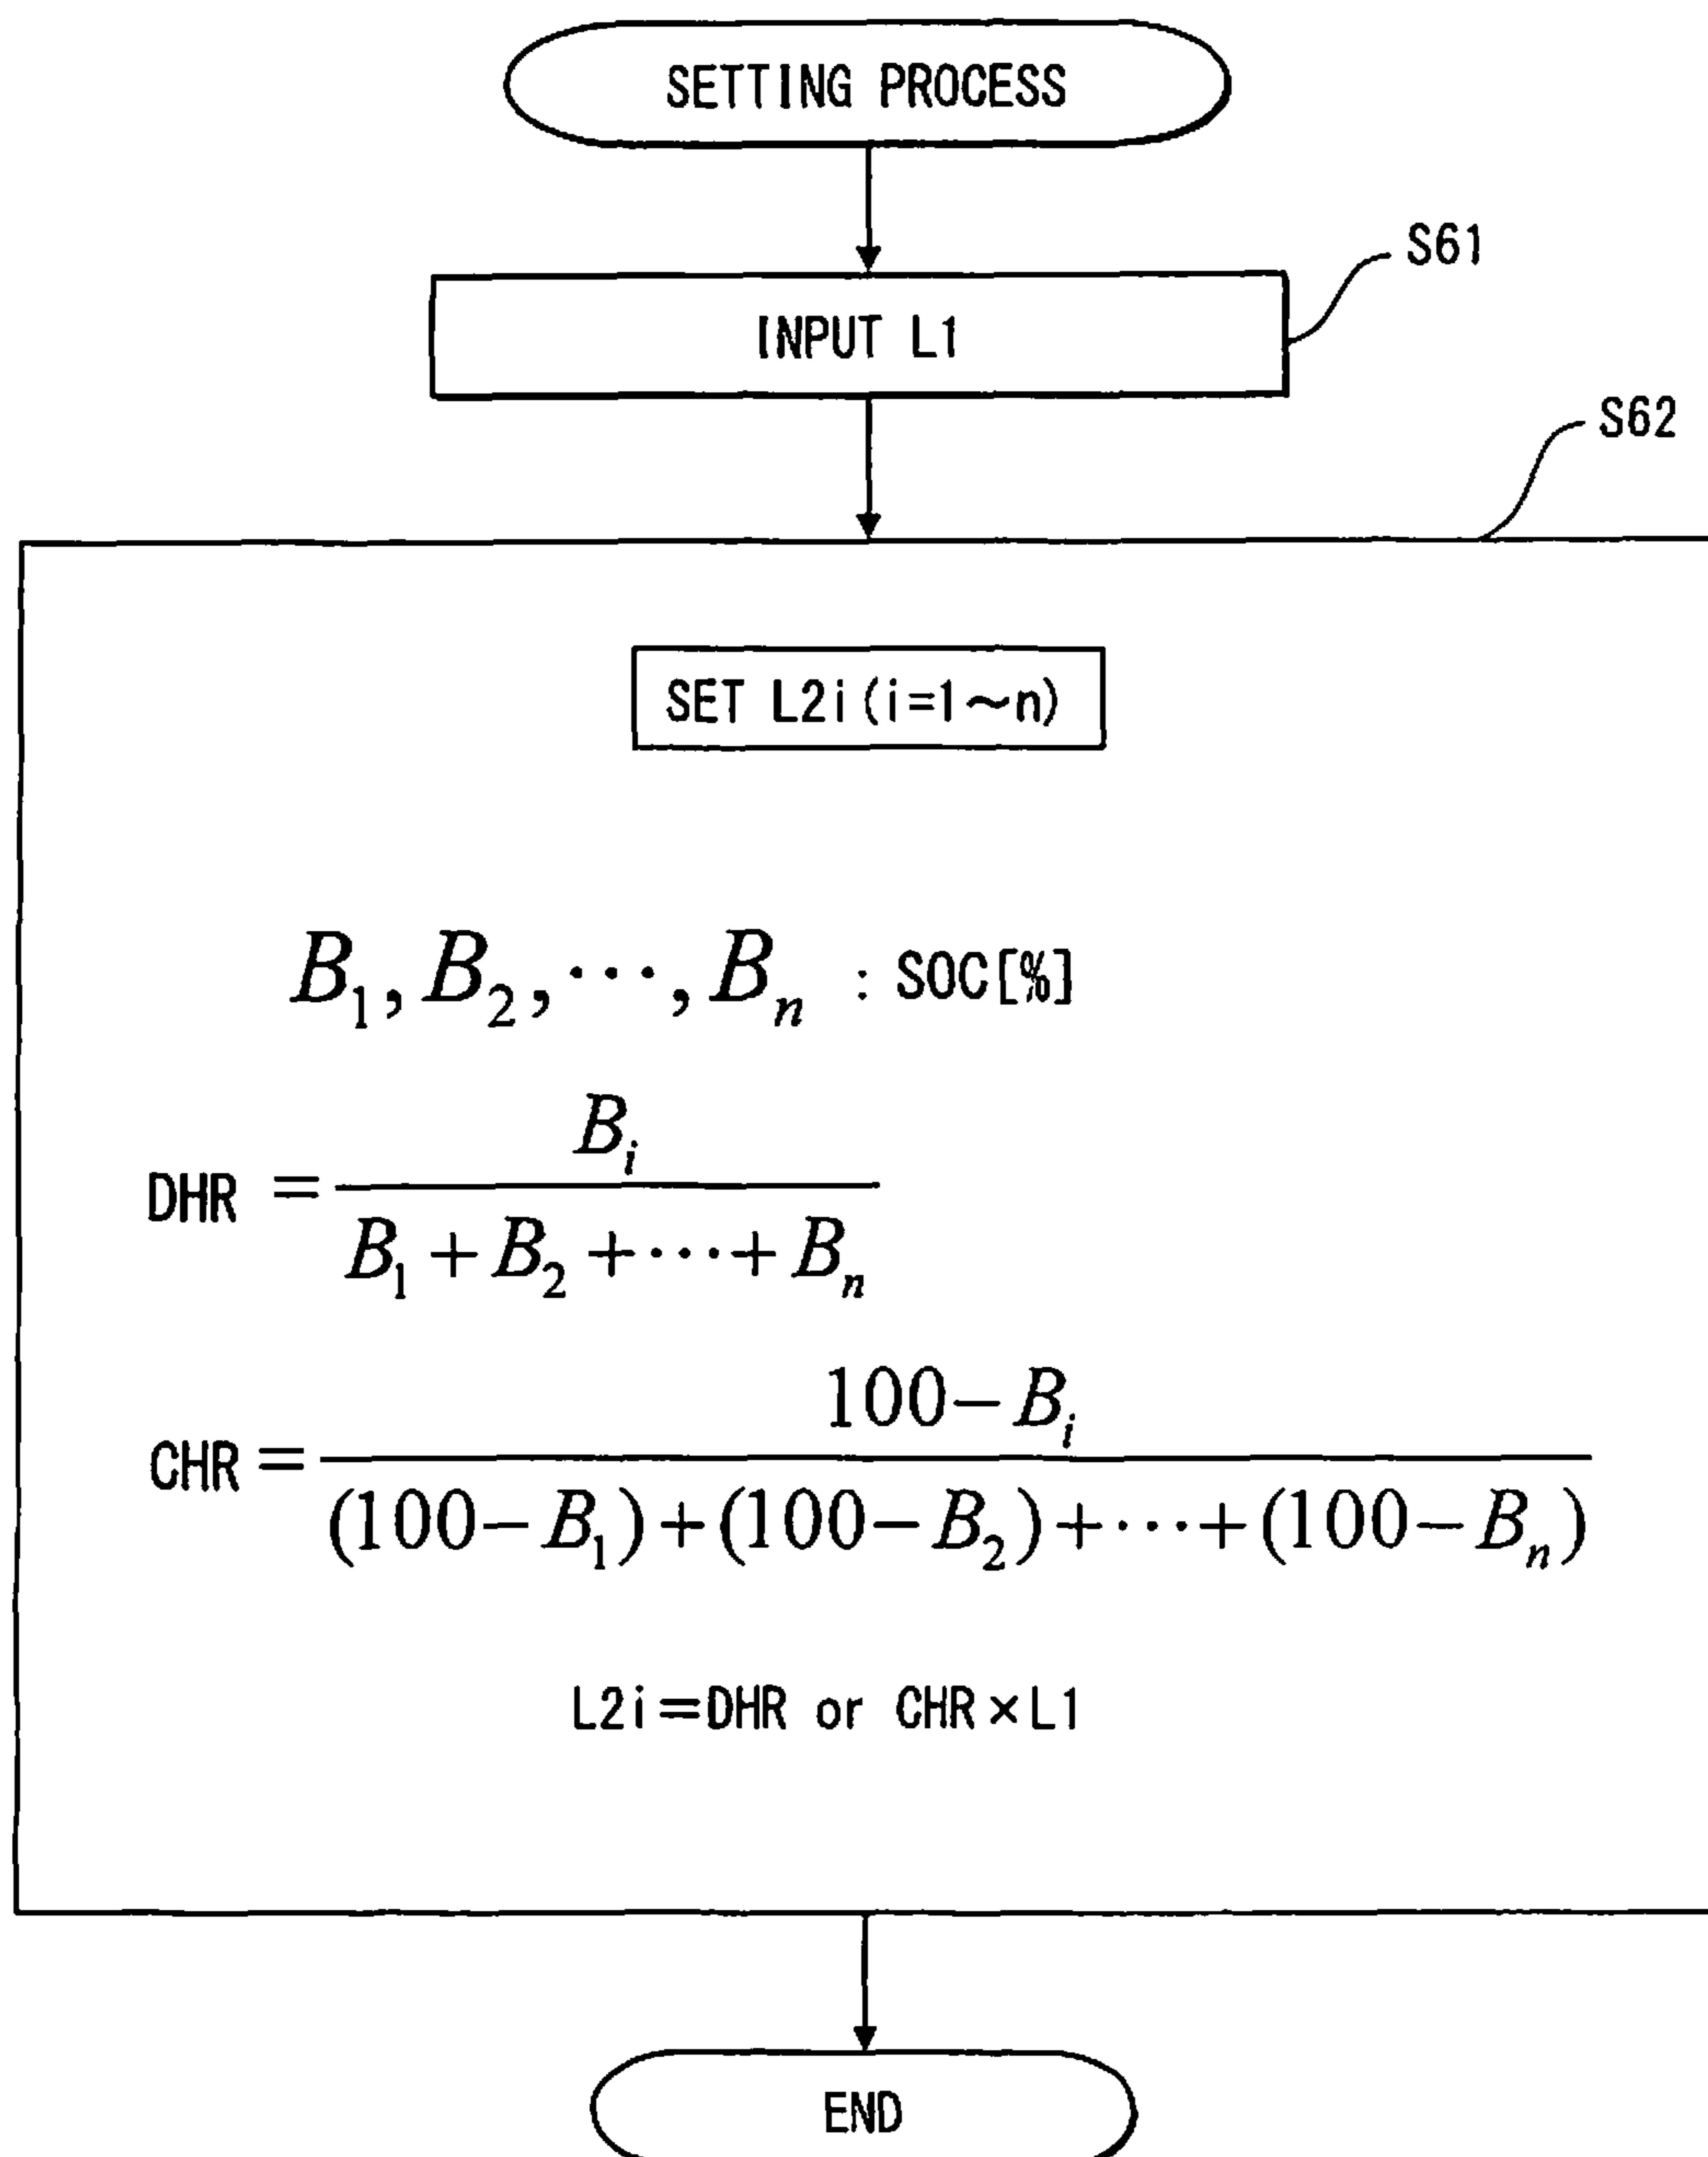 SETTING PROCESS
S61
INPUT L1
S62
SET L2i(i=1~n)
B₁, B₂, ···, Bₙ : SOC[%]
DHR = Bᵢ / B₁ + B₂ + ··· + Bₙ
CHR = 100 − Bᵢ / (100 − B₁) + (100 − B₂) + ··· + (100 − Bₙ)
L2i=DHR or CHR×L1
END